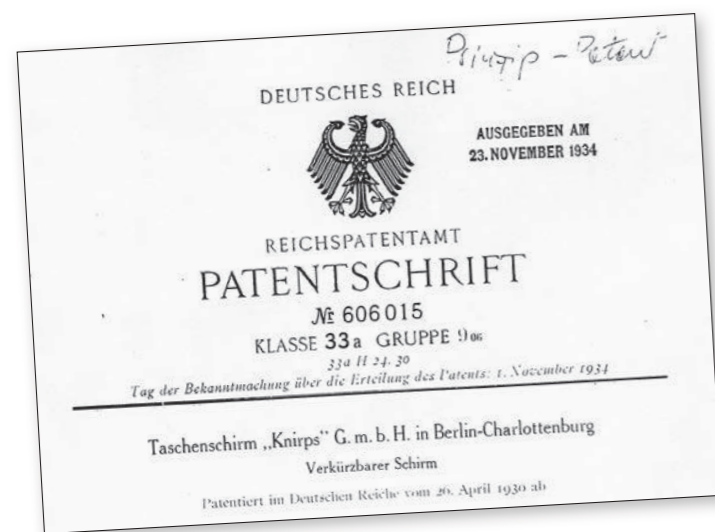 Prinzip – Patent
DEUTSCHES REICH
AUSGEGEBEN AM
23. NOVEMBER 1934
REICHSPATENTAMT
PATENTSCHRIFT
№ 606015
KLASSE 33a GRUPPE 9 06
33a H 24. 30
Tag der Bekanntmachung über die Erteilung des Patents: 1. November 1934
Taschenschirm „Knirps“ G. m. b. H. in Berlin-Charlottenburg
Verkürzbarer Schirm
Patentiert im Deutschen Reiche vom 26. April 1930 ab